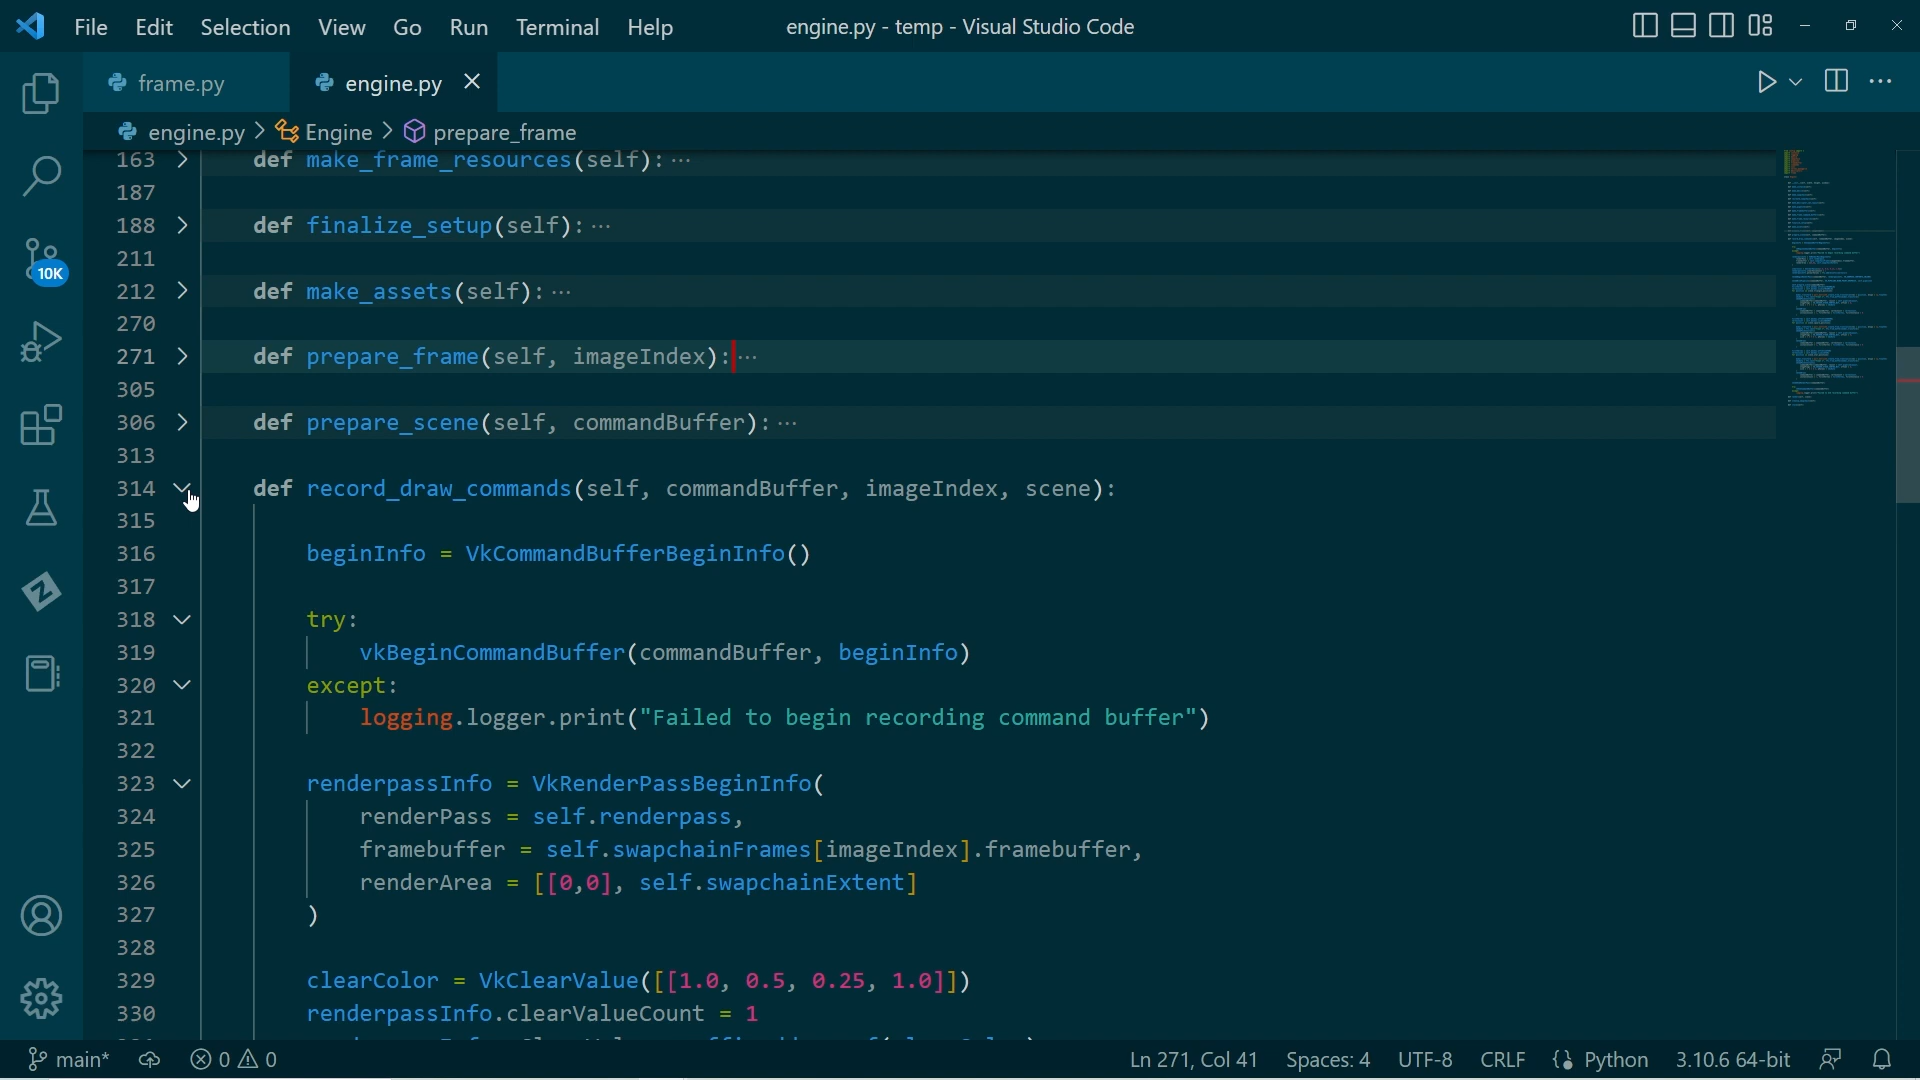 File Edit Selection View Go Run Terminal Help engine.py - temp - Visual Studio Code
frame.py engine.py
engine.py > Engine > prepare_frame
163 def make_frame_resources(self): ···
187
188 def finalize_setup(self): ···
211
212 def make_assets(self): ···
270
271 def prepare_frame(self, imageIndex): ···
305
306 def prepare_scene(self, commandBuffer): ···
313
314 def record_draw_commands(self, commandBuffer, imageIndex, scene):
315
316 beginInfo = VkCommandBufferBeginInfo()
317
318 try:
319 vkBeginCommandBuffer(commandBuffer, beginInfo)
320 except:
321 logging.logger.print("Failed to begin recording command buffer")
322
323 renderpassInfo = VkRenderPassBeginInfo(
324 renderPass = self.renderpass,
325 framebuffer = self.swapchainFrames[imageIndex].framebuffer,
326 renderArea = [[0,0], self.swapchainExtent]
327 )
328
329 clearColor = VkClearValue([[1.0, 0.5, 0.25, 1.0]])
330 renderpassInfo.clearValueCount = 1
10K
main* 0 0 Ln 271, Col 41 Spaces: 4 UTF-8 CRLF Python 3.10.6 64-bit